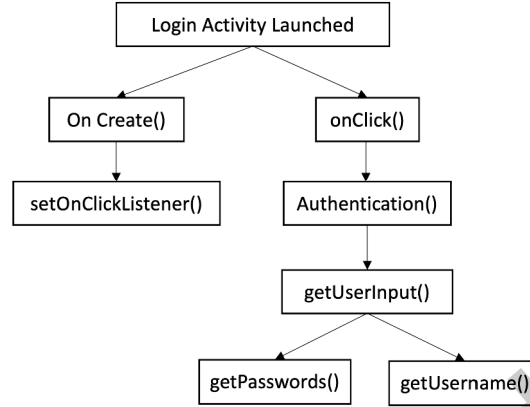 Login Activity Launched
On Create()
onClick()
setOnClickListener()
Authentication()
getUserInput()
getPasswords()
getUsername()